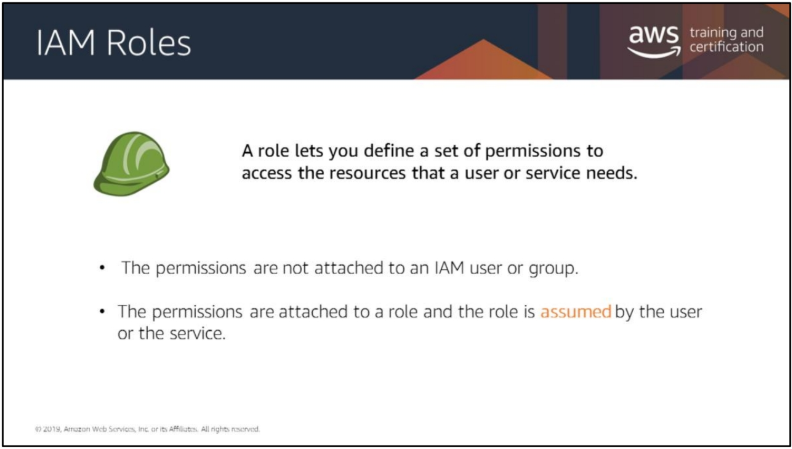 IAM Roles
aws training and
certification
A role lets you define a set of permissions to
access the resources that a user or service needs.
• The permissions are not attached to an IAM user or group.
• The permissions are attached to a role and the role is assumed by the user
or the service.
© 2019, Amazon Web Services, Inc. or its Affiliates. All rights reserved.